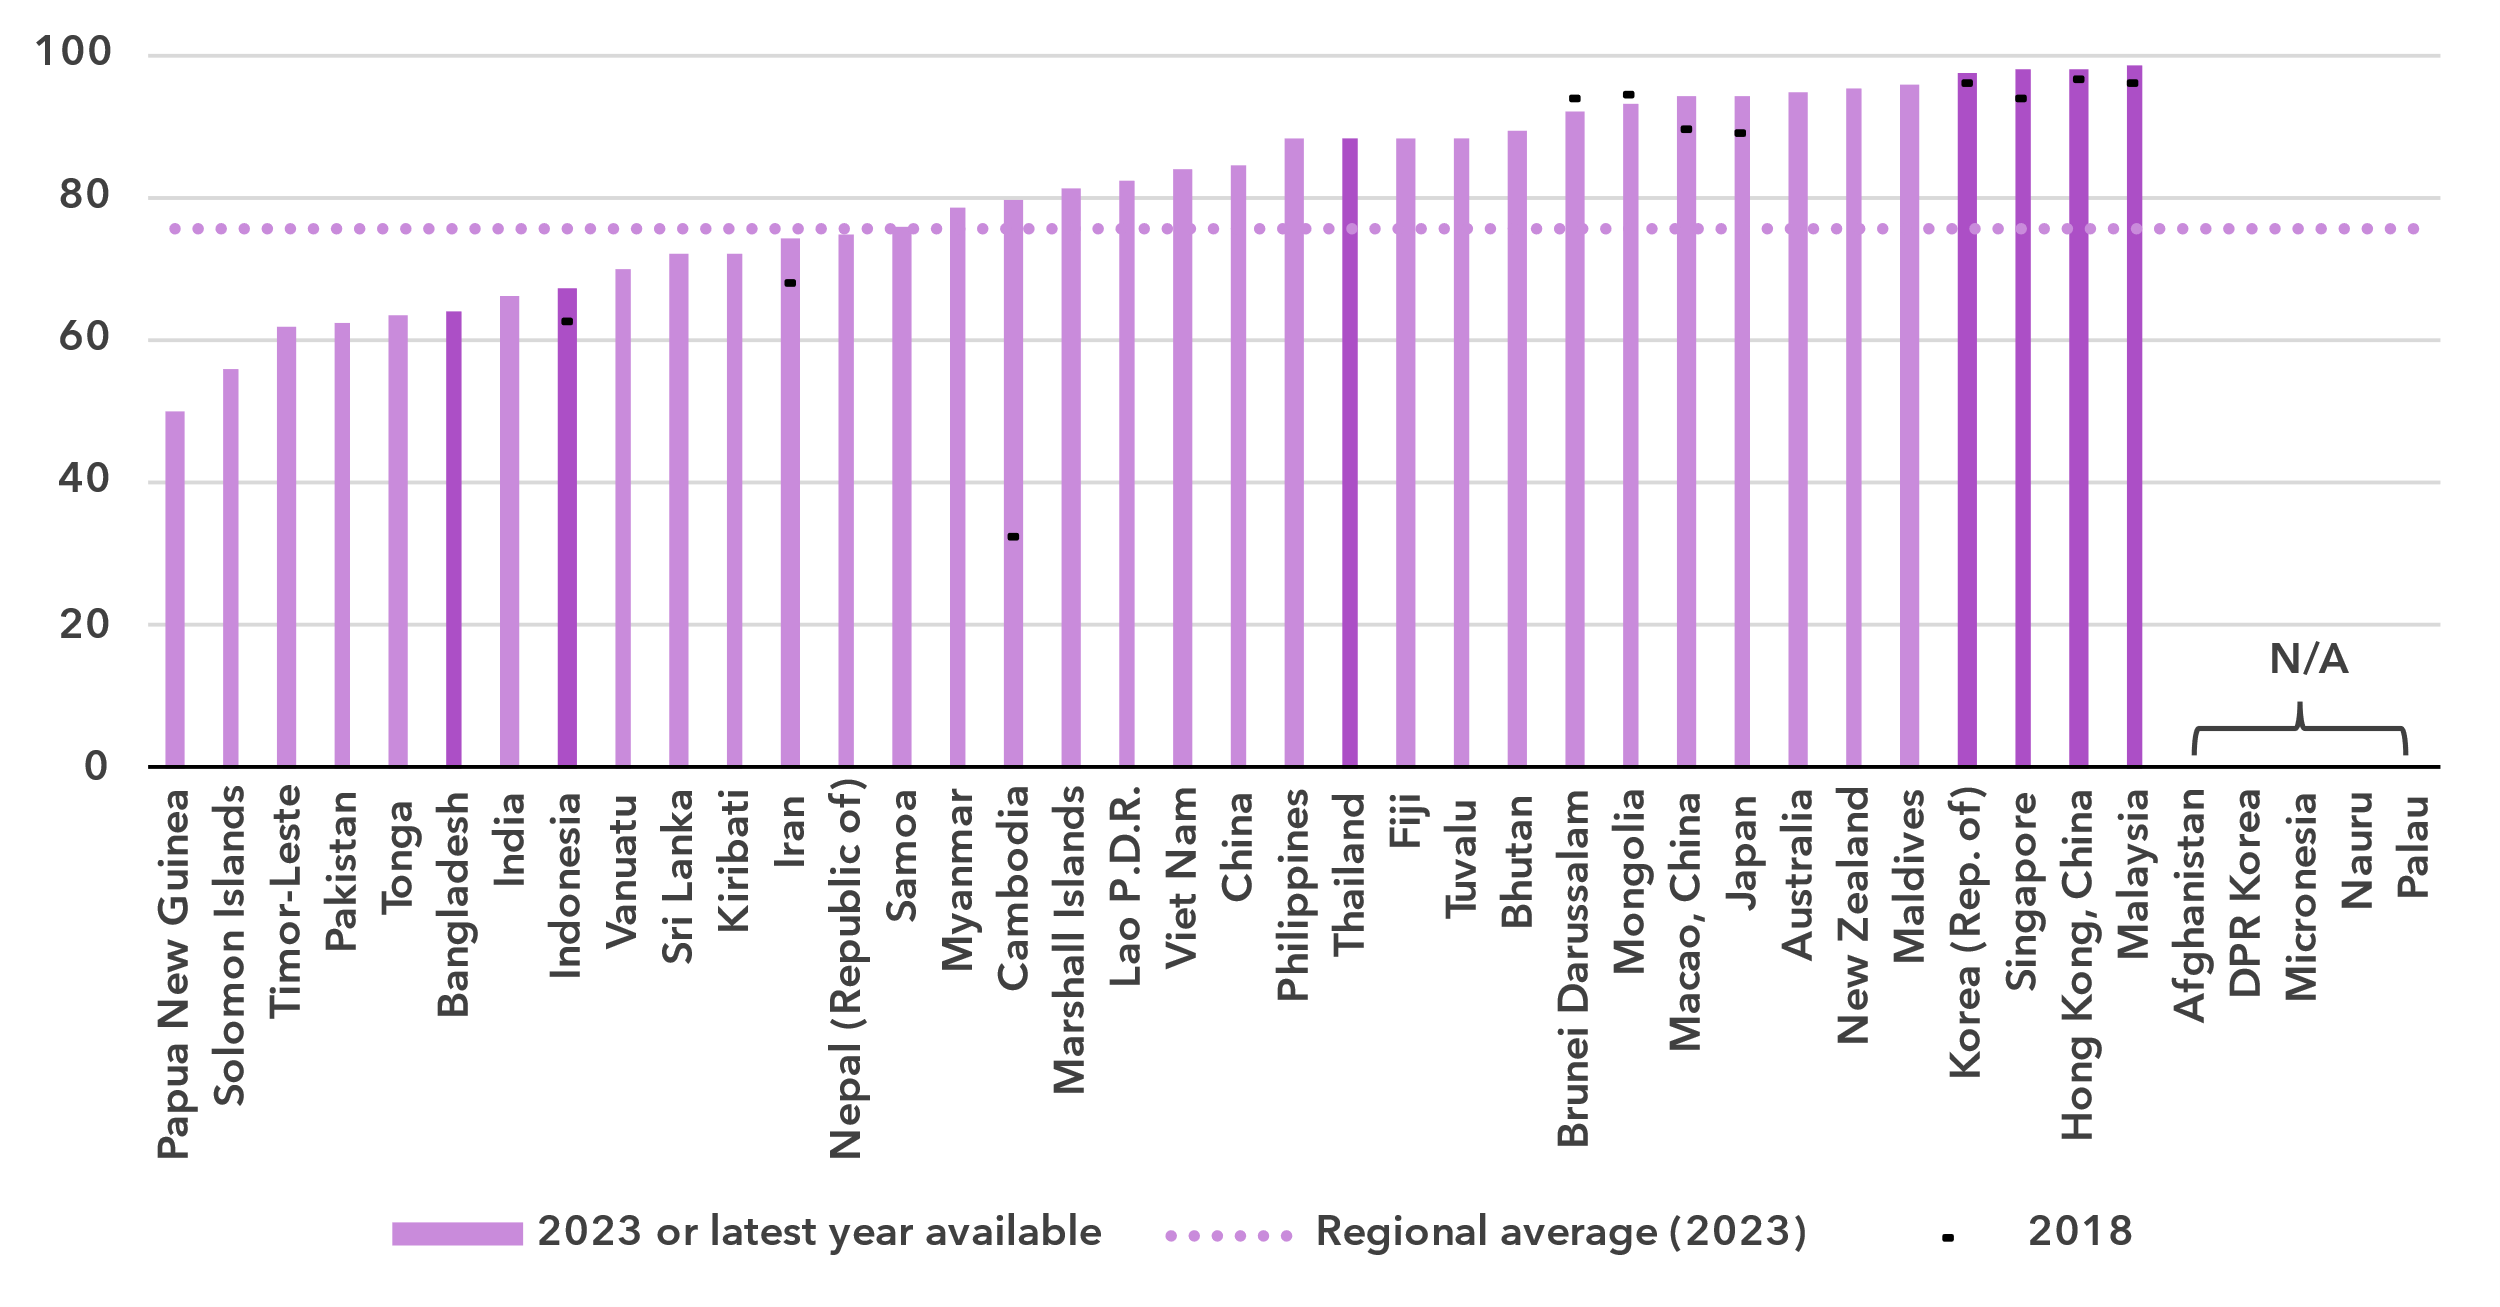 100
80
60
40
20
0
N/A
Papua New Guinea
Solomon Islands
Timor-Leste
Pakistan
Tonga
Bangladesh
India
Indonesia
Vanuatu
Sri Lanka
Kiribati
Iran
Nepal (Republic of)
Samoa
Myanmar
Cambodia
Marshall Islands
Lao P.D.R.
Viet Nam
China
Philippines
Thailand
Fiji
Tuvalu
Bhutan
Brunei Darussalam
Mongolia
Macao, China
Japan
Australia
New Zealand
Maldives
Korea (Rep. of)
Singapore
Hong Kong, China
Malaysia
Afghanistan
DPR Korea
Micronesia
Nauru
Palau
2023 or latest year available
Regional average (2023)
2018